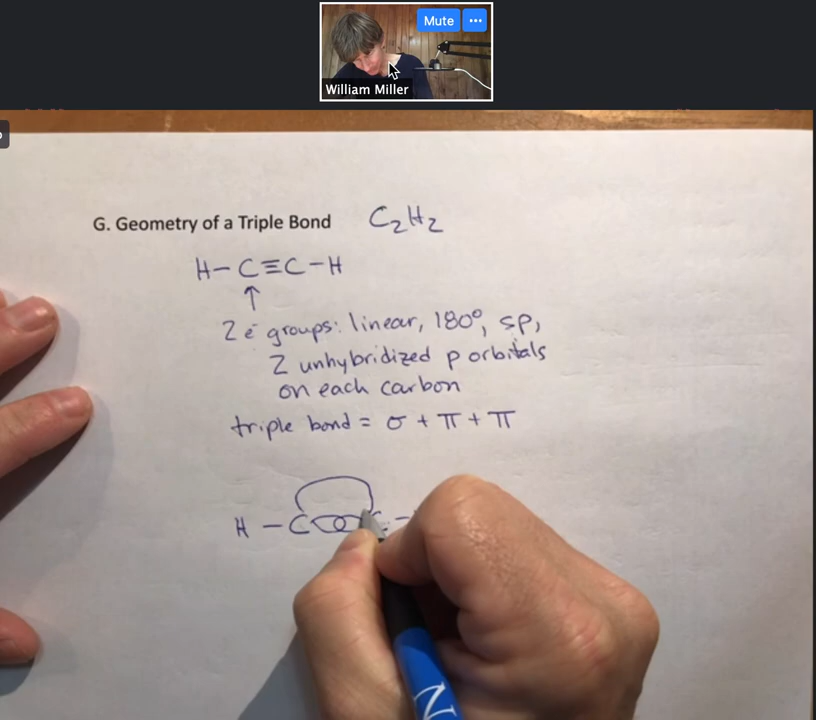 Mute
William Miller
G. Geometry of a Triple Bond C₂H₂
H－C≡C－H
↑
2 e⁻ groups: linear, 180°, sp,
2 unhybridized p orbitals
on each carbon
triple bond = σ + π + π
H － C C －
N